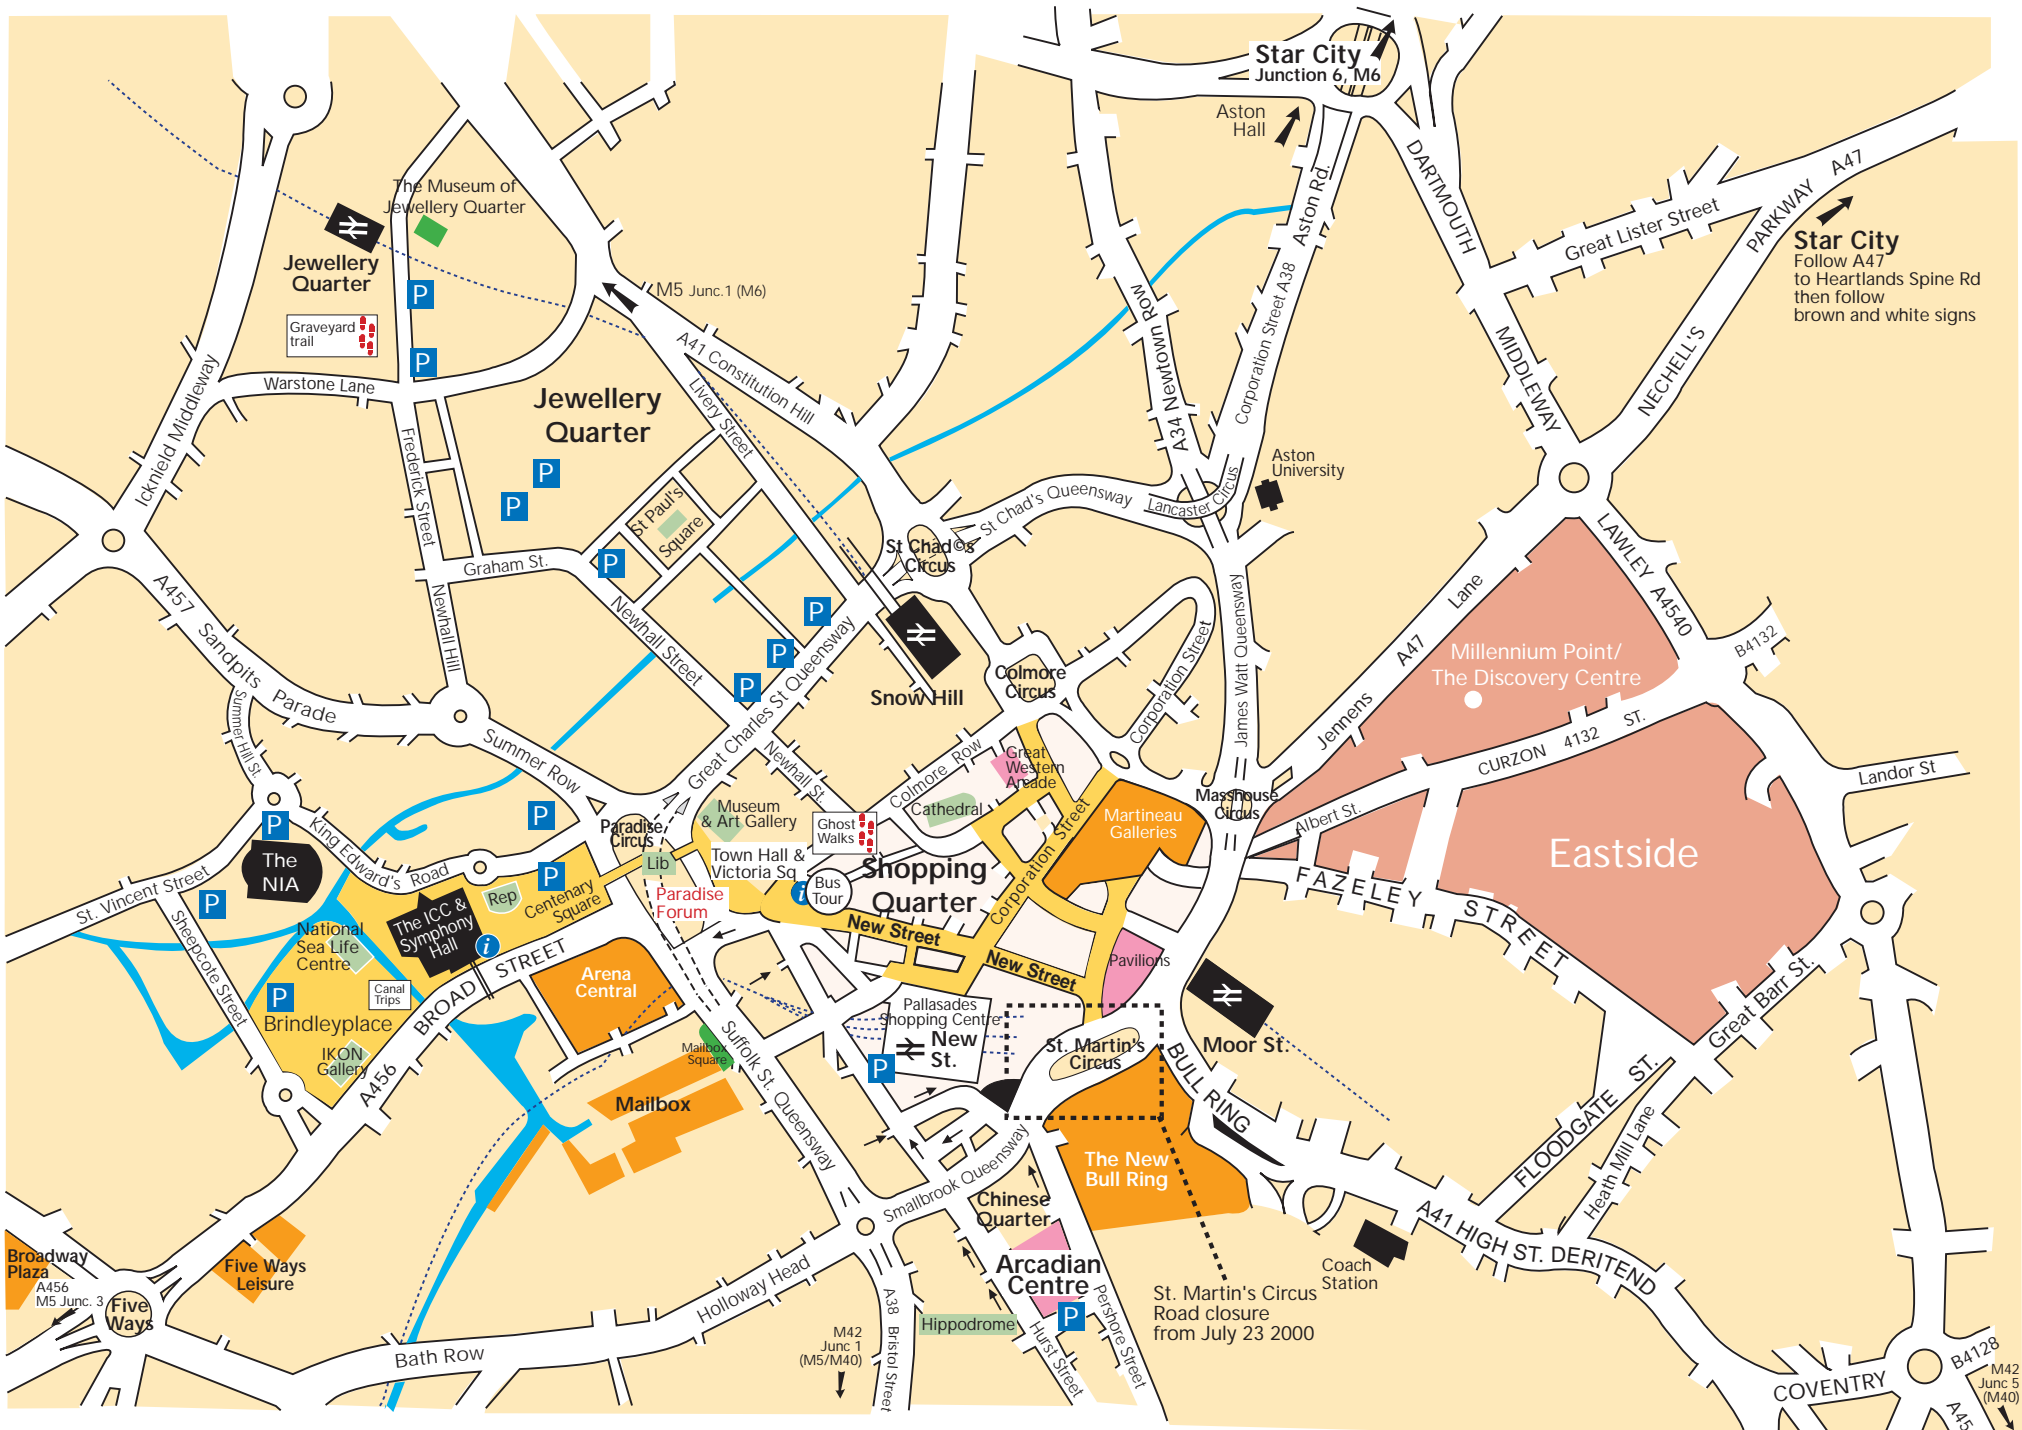 Star City
Junction 6, M6
Aston
Hall
Aston Rd.
DARTMOUTH
A47
PARKWAY
Great Lister Street
Star City
Follow A47
to Heartlands Spine Rd
then follow
brown and white signs
The Museum of
Jewellery Quarter
Jewellery
Quarter
P
Graveyard
trail
P
M5 Junc.1 (M6)
A41 Constitution Hill
Livery Street
A34 Newtown Row
Corporation Street A38
MIDDLEWAY
NECHELL'S
Icknield Middleway
Warstone Lane
Frederick Street
Jewellery
Quarter
P
P
St Paul's
Square
P
Aston
University
Lancaster Circus
St Chad's Queensway
St Chad©s
Circus
LAWLEY A4540
A457
Sandpits
Parade
Graham St.
Newhall Hill
Newhall Street
P
P
P
Great Charles St Queensway
Snow Hill
Colmore
Circus
Corporation Street
James Watt Queensway
Jennens
A47
Lane
Millennium Point/
The Discovery Centre
B4132
CURZON 4132 ST.
Landor St
Summer Hill St.
Summer Row
Newhall St.
Colmore Row
Great
Western
Arcade
Cathedral
Museum
& Art Gallery
Ghost
Walks
Paradise
Circus
Lib
Town Hall &
Victoria Sq
Paradise
Forum
i
Bus
Tour
Shopping
Quarter
Corporation Street
Martineau
Galleries
Masshouse
Circus
Albert St.
Eastside
FAZELEY STREET
P
P
P
P
The
NIA
King Edward's Road
St. Vincent Street
Sheepcote Street
Rep
Centenary
Square
The ICC &
Symphony
Hall
i
National
Sea Life
Centre
Canal
Trips
P
Brindleyplace
IKON
Gallery
BROAD STREET
A456
Arena
Central
New Street
New Street
Pavilions
Pallasades
Shopping Centre
New
St.
P
St. Martin's
Circus
Moor St.
BULL RING
Great Barr St.
FLOODGATE ST.
Heath Mill Lane
Mailbox
Square
Mailbox
Suffolk St. Queensway
Smallbrook Queensway
The New
Bull Ring
Chinese
Quarter
Arcadian
Centre
P
Hippodrome
Hurst Street
Pershore Street
St. Martin's Circus
Road closure
from July 23 2000
Coach
Station
A41 HIGH ST. DERITEND
Broadway
Plaza
A456
M5 Junc. 3
Five
Ways
Five Ways
Leisure
Bath Row
Holloway Head
A38 Bristol Street
M42
Junc 1
(M5/M40)
COVENTRY
B4128
M42
Junc 5
(M40)
A45